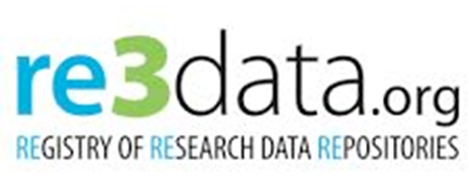 re3data.org
REGISTRY OF RESEARCH DATA REPOSITORIES